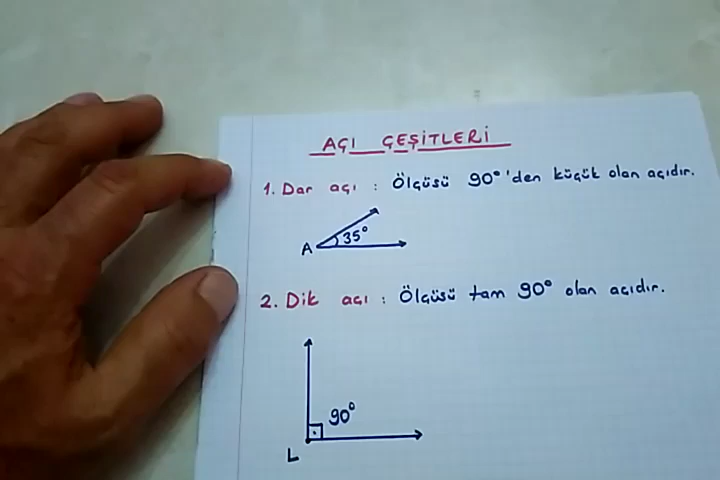 AÇI ÇEŞİTLERİ
1. Dar açı : Ölçüsü 90°'den küçük olan açıdır.
A 35°
2. Dik açı : Ölçüsü tam 90° olan açıdır.
90°
L